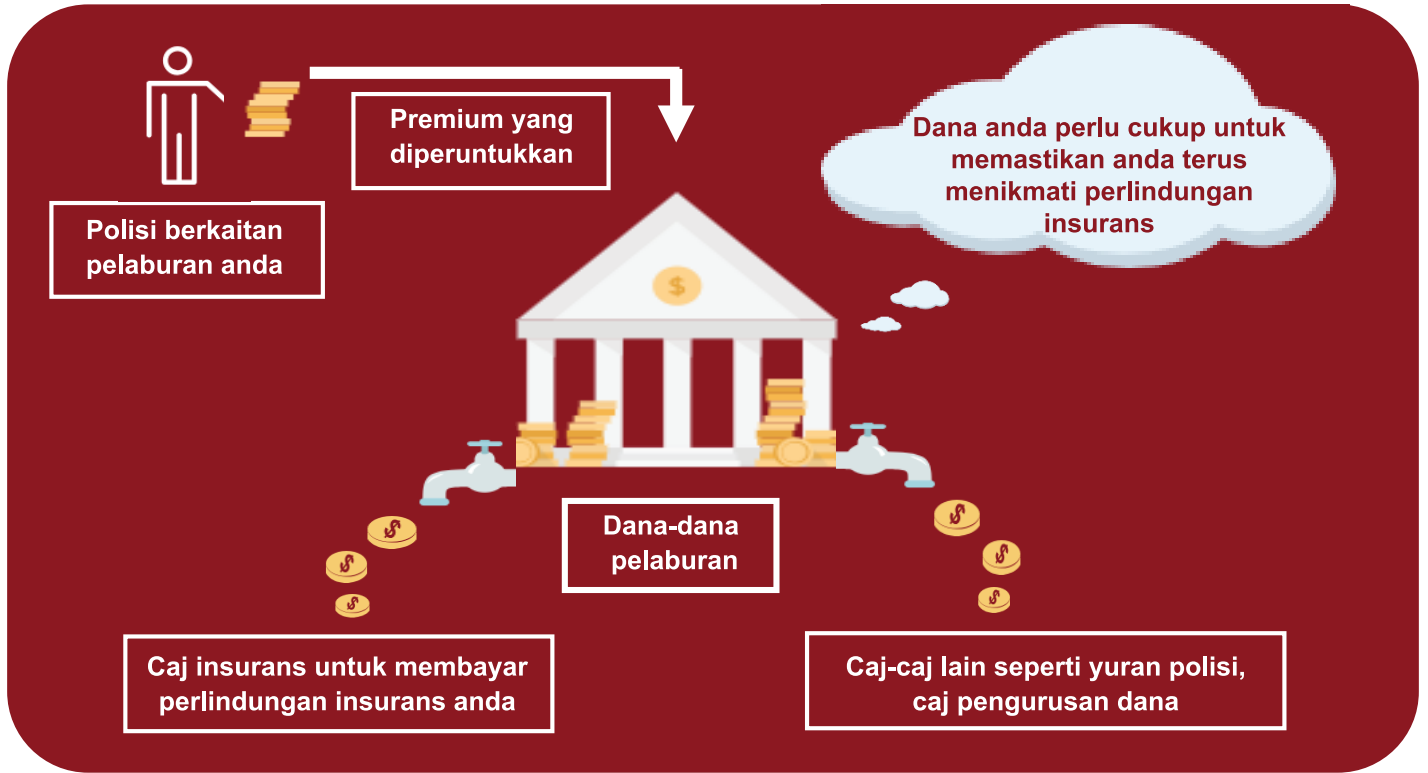 Premium yang
diperuntukkan
Polisi berkaitan
pelaburan anda
Dana anda perlu cukup untuk
memastikan anda terus
menikmati perlindungan
insurans
$
Dana-dana
pelaburan
$
$
$
$
$
$
Caj insurans untuk membayar
perlindungan insurans anda
Caj-caj lain seperti yuran polisi,
caj pengurusan dana